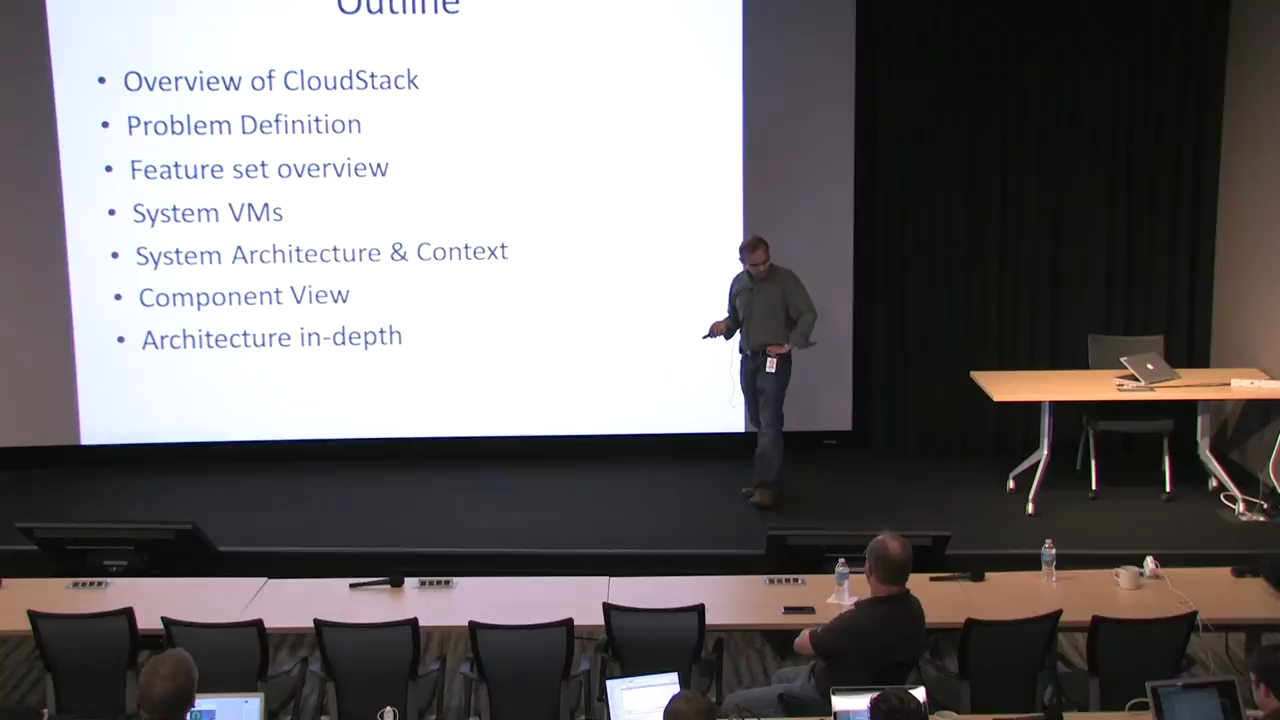 Outline
• Overview of CloudStack
• Problem Definition
• Feature set overview
• System VMs
• System Architecture & Context
• Component View
• Architecture in-depth